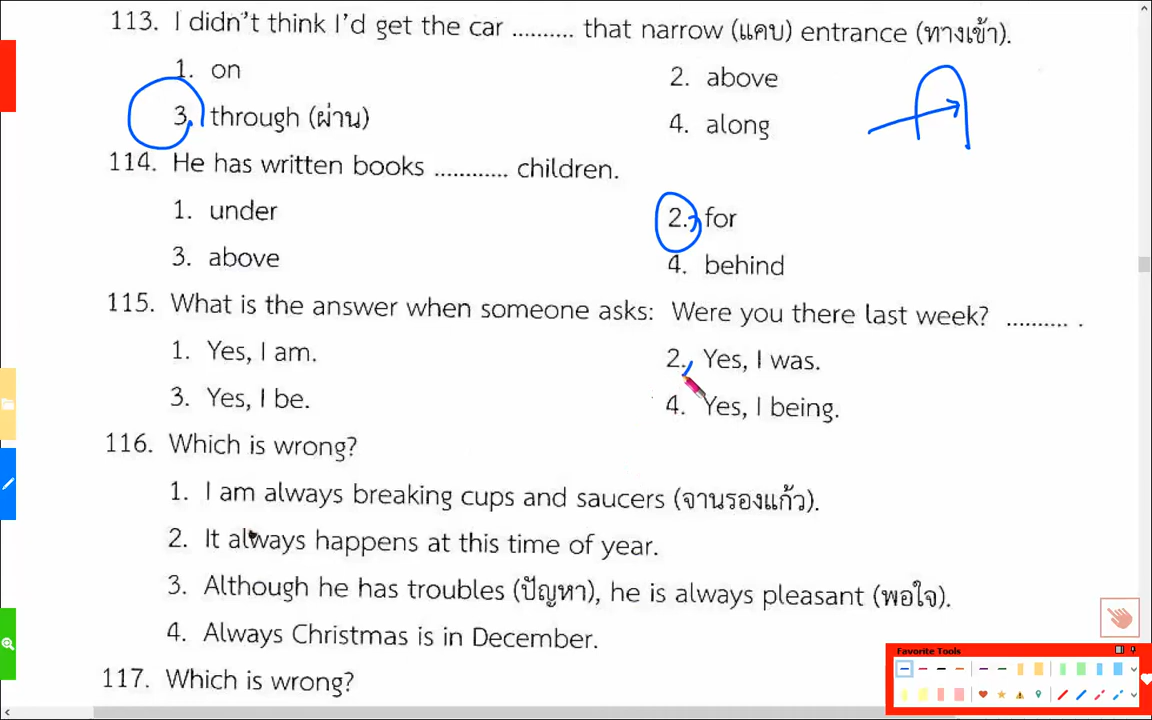 113. I didn't think I'd get the car .......... that narrow (แคบ) entrance (ทางเข้า).
1. on
2. above
3. through (ผ่าน)
4. along
114. He has written books ............ children.
1. under
2. for
3. above
4. behind
115. What is the answer when someone asks: Were you there last week? .......... .
1. Yes, I am.
2. Yes, I was.
3. Yes, I be.
4. Yes, I being.
116. Which is wrong?
1. I am always breaking cups and saucers (จานรองแก้ว).
2. It always happens at this time of year.
3. Although he has troubles (ปัญหา), he is always pleasant (พอใจ).
4. Always Christmas is in December.
117. Which is wrong?
Favorite Tools